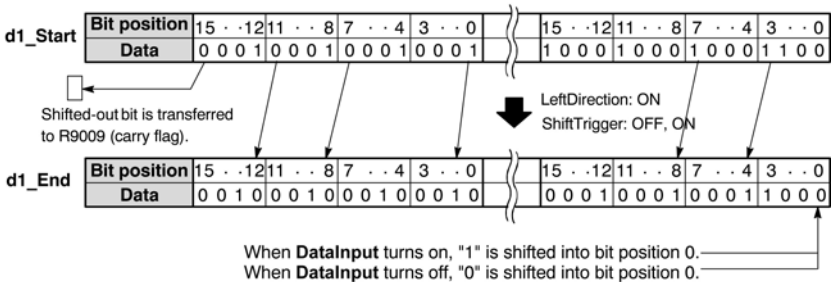 d1_Start
Bit position 15 · · 12 11 · · 8 7 · · 4 3 · · 0 15 · · 12 11 · · 8 7 · · 4 3 · · 0
Data 0 0 0 1 0 0 0 1 0 0 0 1 0 0 0 1 1 0 0 0 1 0 0 0 1 0 0 0 1 1 0 0
Shifted-out bit is transferred
to R9009 (carry flag).
LeftDirection: ON
ShiftTrigger: OFF, ON
d1_End
Bit position 15 · · 12 11 · · 8 7 · · 4 3 · · 0 15 · · 12 11 · · 8 7 · · 4 3 · · 0
Data 0 0 1 0 0 0 1 0 0 0 1 0 0 0 1 0 0 0 0 1 0 0 0 1 0 0 0 1 1 0 0 0
When DataInput turns on, "1" is shifted into bit position 0.
When DataInput turns off, "0" is shifted into bit position 0.